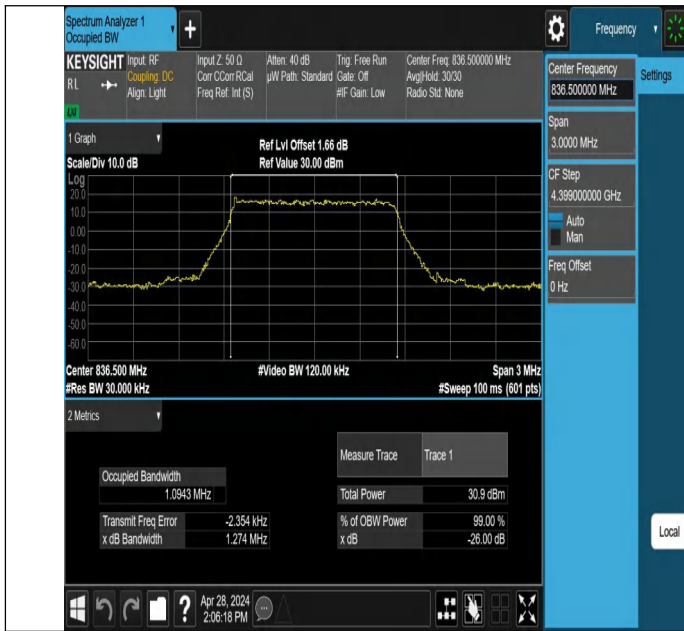 Spectrum Analyzer 1
Occupied BW
+
Frequency
KEYSIGHT
RL
Input: RF
Coupling: DC
Align: Light
Input Z: 50 Ω
Corr CCorr RCal
Freq Ref: Int (S)
Atten: 40 dB
µW Path: Standard
Trig: Free Run
Gate: Off
#IF Gain: Low
Center Freq: 836.500000 MHz
Avg|Hold: 30/30
Radio Std: None
Center Frequency
836.500000 MHz
Settings
Span
3.0000 MHz
CF Step
4.399000000 GHz
Auto
Man
Freq Offset
0 Hz
1 Graph
Scale/Div 10.0 dB
Ref Lvl Offset 1.66 dB
Ref Value 30.00 dBm
Log
20.0
10.0
0.00
-10.0
-20.0
-30.0
-40.0
-50.0
-60.0
Center 836.500 MHz
#Res BW 30.000 kHz
#Video BW 120.00 kHz
Span 3 MHz
#Sweep 100 ms (601 pts)
2 Metrics
Measure Trace Trace 1
Occupied Bandwidth
1.0943 MHz
Total Power 30.9 dBm
Transmit Freq Error -2.354 kHz
% of OBW Power 99.00 %
x dB Bandwidth 1.274 MHz
x dB -26.00 dB
Local
?
Apr 28, 2024
2:06:18 PM